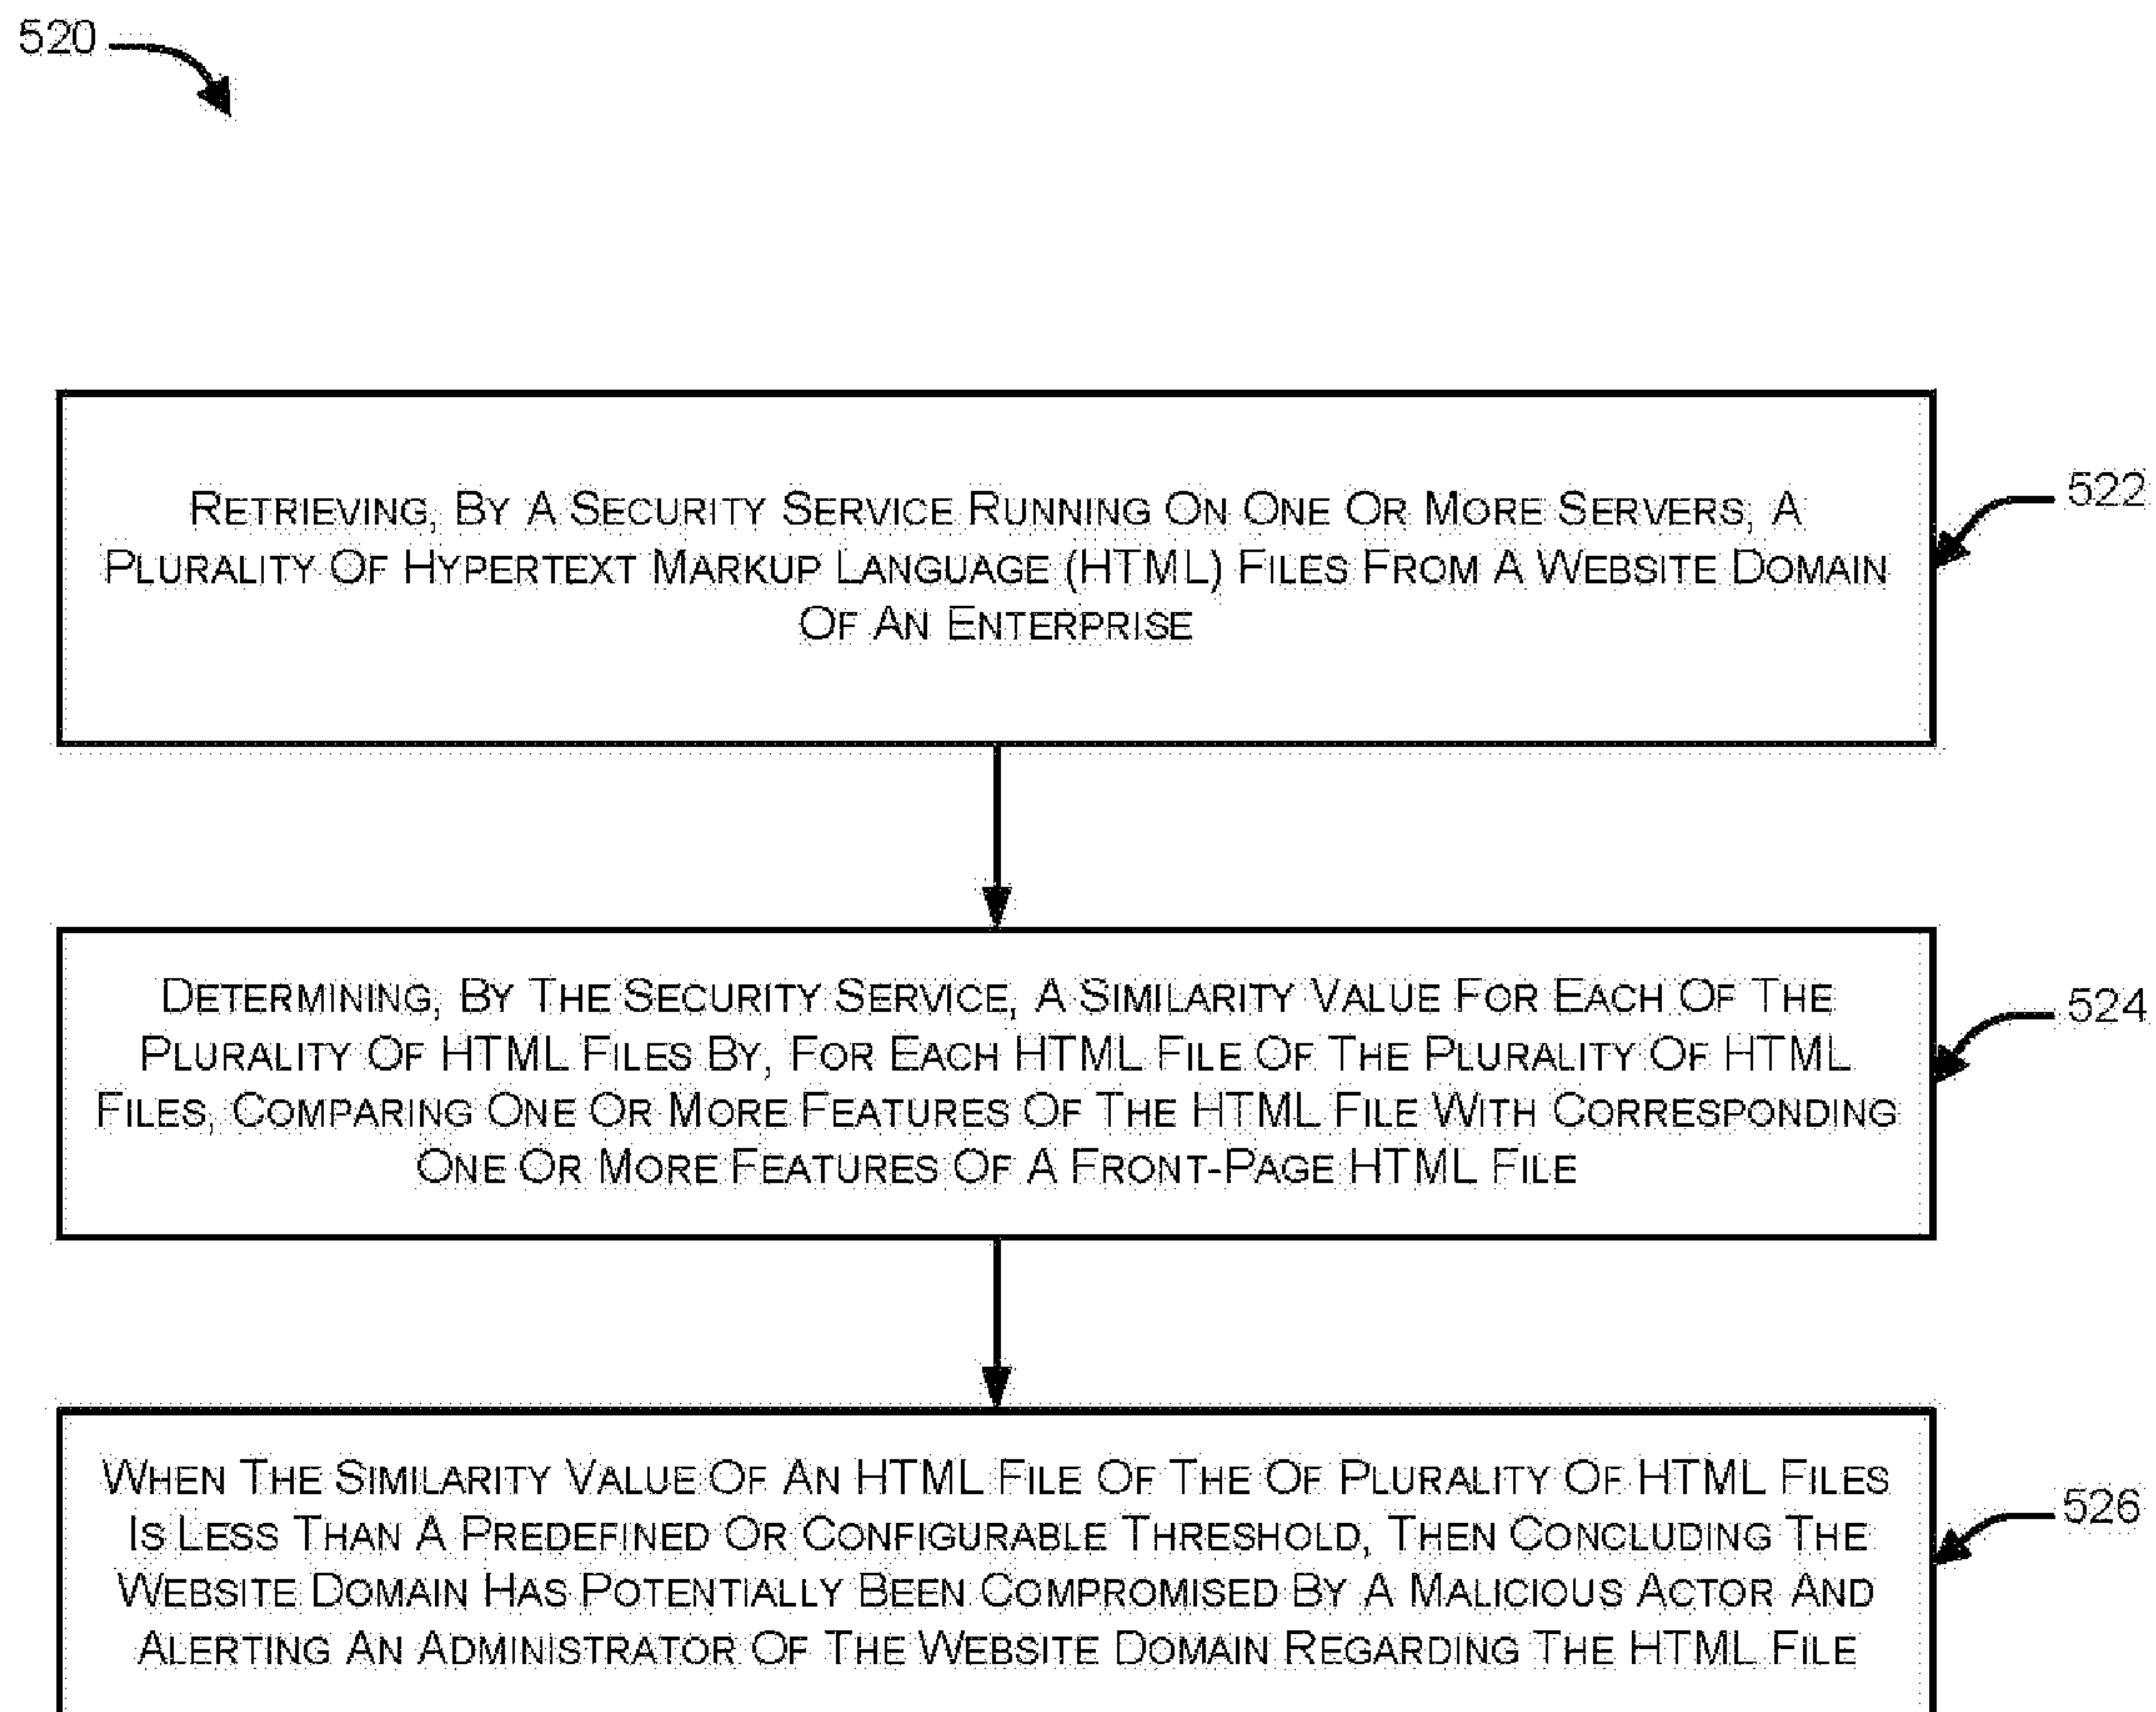 520
RETRIEVING, BY A SECURITY SERVICE RUNNING ON ONE OR MORE SERVERS, A
PLURALITY OF HYPERTEXT MARKUP LANGUAGE (HTML) FILES FROM A WEBSITE DOMAIN
OF AN ENTERPRISE
522
DETERMINING, BY THE SECURITY SERVICE, A SIMILARITY VALUE FOR EACH OF THE
PLURALITY OF HTML FILES BY, FOR EACH HTML FILE OF THE PLURALITY OF HTML
FILES, COMPARING ONE OR MORE FEATURES OF THE HTML FILE WITH CORRESPONDING
ONE OR MORE FEATURES OF A FRONT-PAGE HTML FILE
524
WHEN THE SIMILARITY VALUE OF AN HTML FILE OF THE OF PLURALITY OF HTML FILES
IS LESS THAN A PREDEFINED OR CONFIGURABLE THRESHOLD, THEN CONCLUDING THE
WEBSITE DOMAIN HAS POTENTIALLY BEEN COMPROMISED BY A MALICIOUS ACTOR AND
ALERTING AN ADMINISTRATOR OF THE WEBSITE DOMAIN REGARDING THE HTML FILE
526